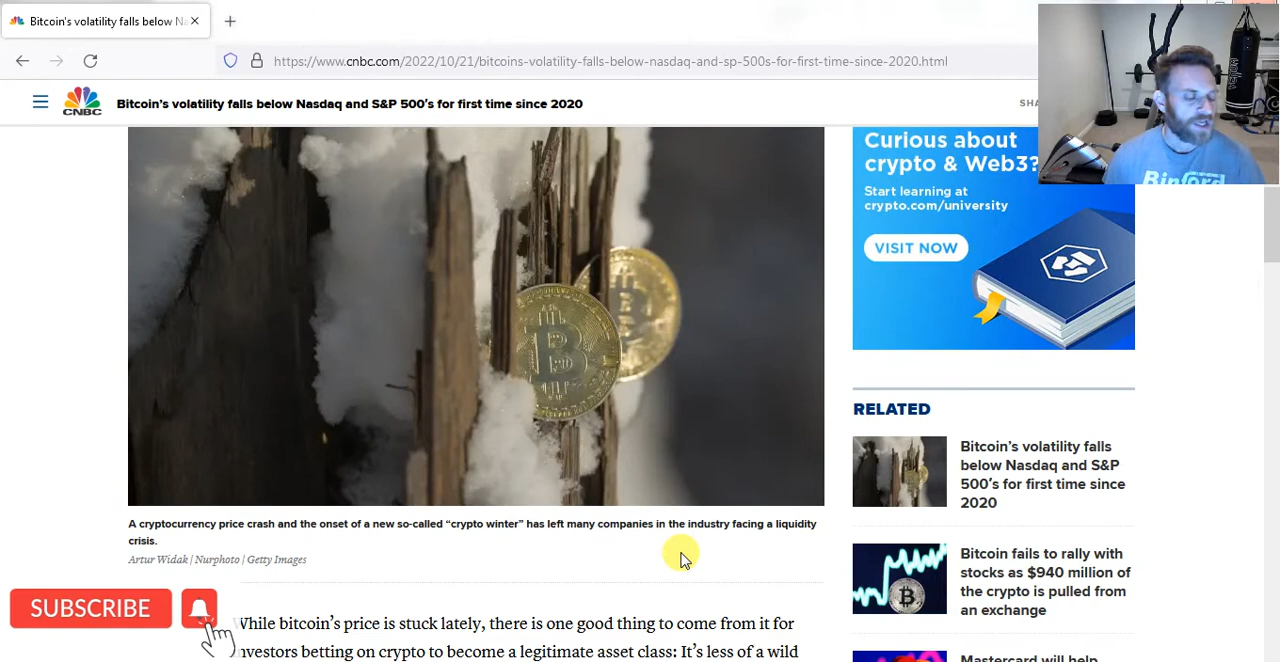 Bitcoin's volatility falls below Na
https://www.cnbc.com/2022/10/21/bitcoins-volatility-falls-below-nasdaq-and-sp-500s-for-first-time-since-2020.html
CNBC
Bitcoin's volatility falls below Nasdaq and S&P 500's for first time since 2020
SHA
Curious about
crypto & Web3?
Start learning at
crypto.com/university
VISIT NOW
Binford
RELATED
Bitcoin's volatility falls
below Nasdaq and S&P
500's for first time since
2020
Bitcoin fails to rally with
stocks as $940 million of
the crypto is pulled from
an exchange
Mastercard will help
A cryptocurrency price crash and the onset of a new so-called “crypto winter” has left many companies in the industry facing a liquidity
crisis.
Artur Widak | Nurphoto | Getty Images
While bitcoin's price is stuck lately, there is one good thing to come from it for
nvestors betting on crypto to become a legitimate asset class: It's less of a wild
SUBSCRIBE